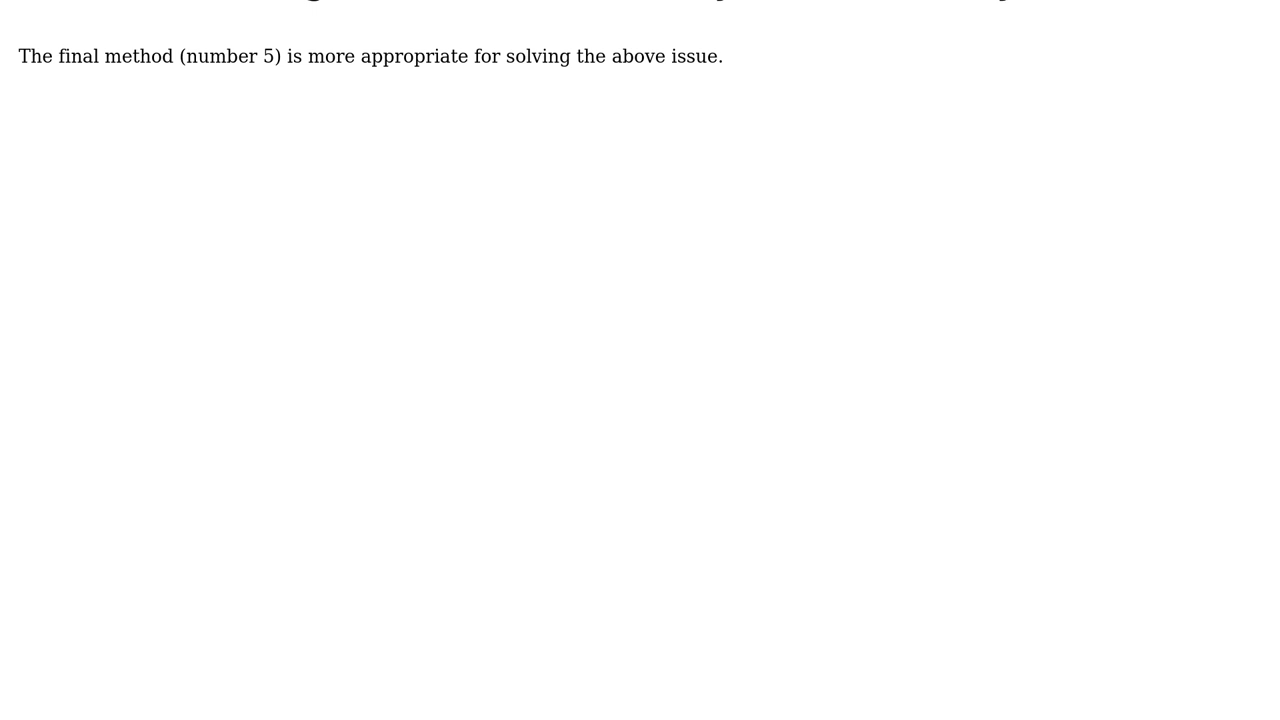 The final method (number 5) is more appropriate for solving the above issue.